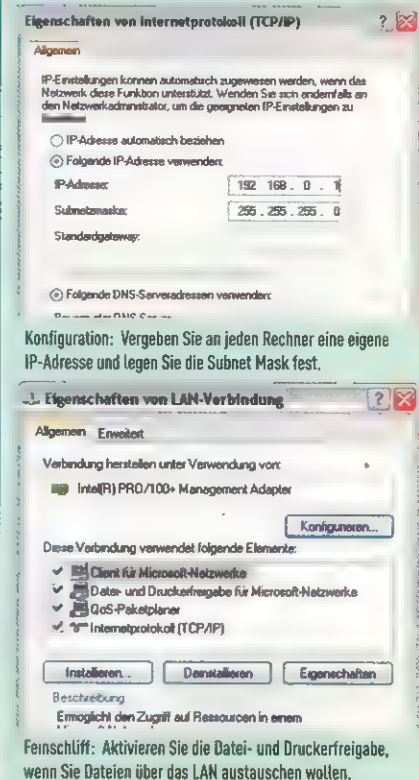 Eigenschaften von Internetprotokoll (TCP/IP)
Allgemein
IP-Einstellungen können automatisch zugewiesen werden, wenn das
Netzwerk diese Funktion unterstützt. Wenden Sie sich andernfalls an
den Netzwerkadministrator, um die geeigneten IP-Einstellungen zu
IP-Adresse automatisch beziehen
Folgende IP-Adresse verwenden:
IP-Adresse: 192 . 168 . 0 . 1
Subnetzmaske: 255 . 255 . 255 . 0
Standardgateway:
Folgende DNS-Serveradressen verwenden:
Konfiguration: Vergeben Sie an jeden Rechner eine eigene
IP-Adresse und legen Sie die Subnet Mask fest.
Eigenschaften von LAN-Verbindung
Allgemein Erweitert
Verbindung herstellen unter Verwendung von:
Intel(R) PRO/100+ Management Adapter
Konfigurieren...
Diese Verbindung verwendet folgende Elemente:
Client für Microsoft-Netzwerke
Datei- und Druckerfreigabe für Microsoft-Netzwerke
QoS-Paketplaner
Internetprotokoll (TCP/IP)
Installieren... Deinstallieren Eigenschaften
Beschreibung
Ermöglicht den Zugriff auf Ressourcen in einem
Feinschliff: Aktivieren Sie die Datei- und Druckerfreigabe,
wenn Sie Dateien über das LAN austauschen wollen.